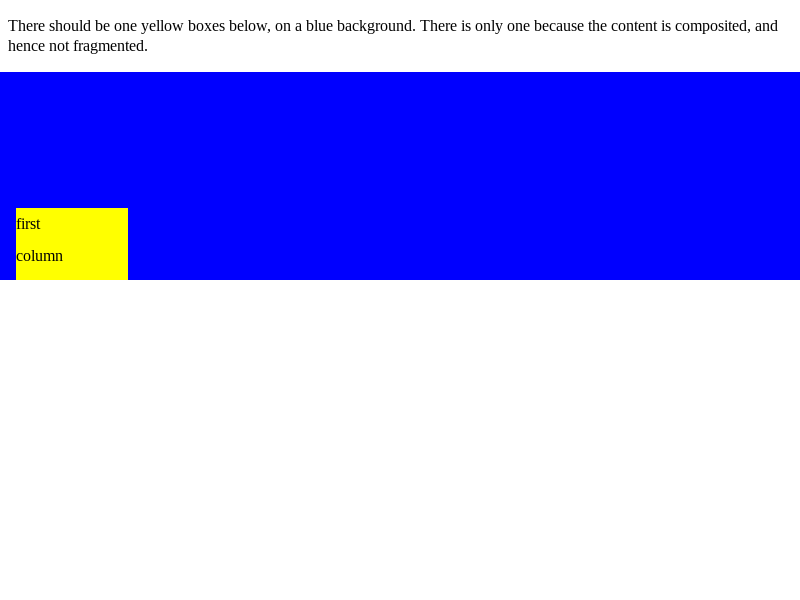 There should be one yellow boxes below, on a blue background. There is only one because the content is composited, and
hence not fragmented.
first
column